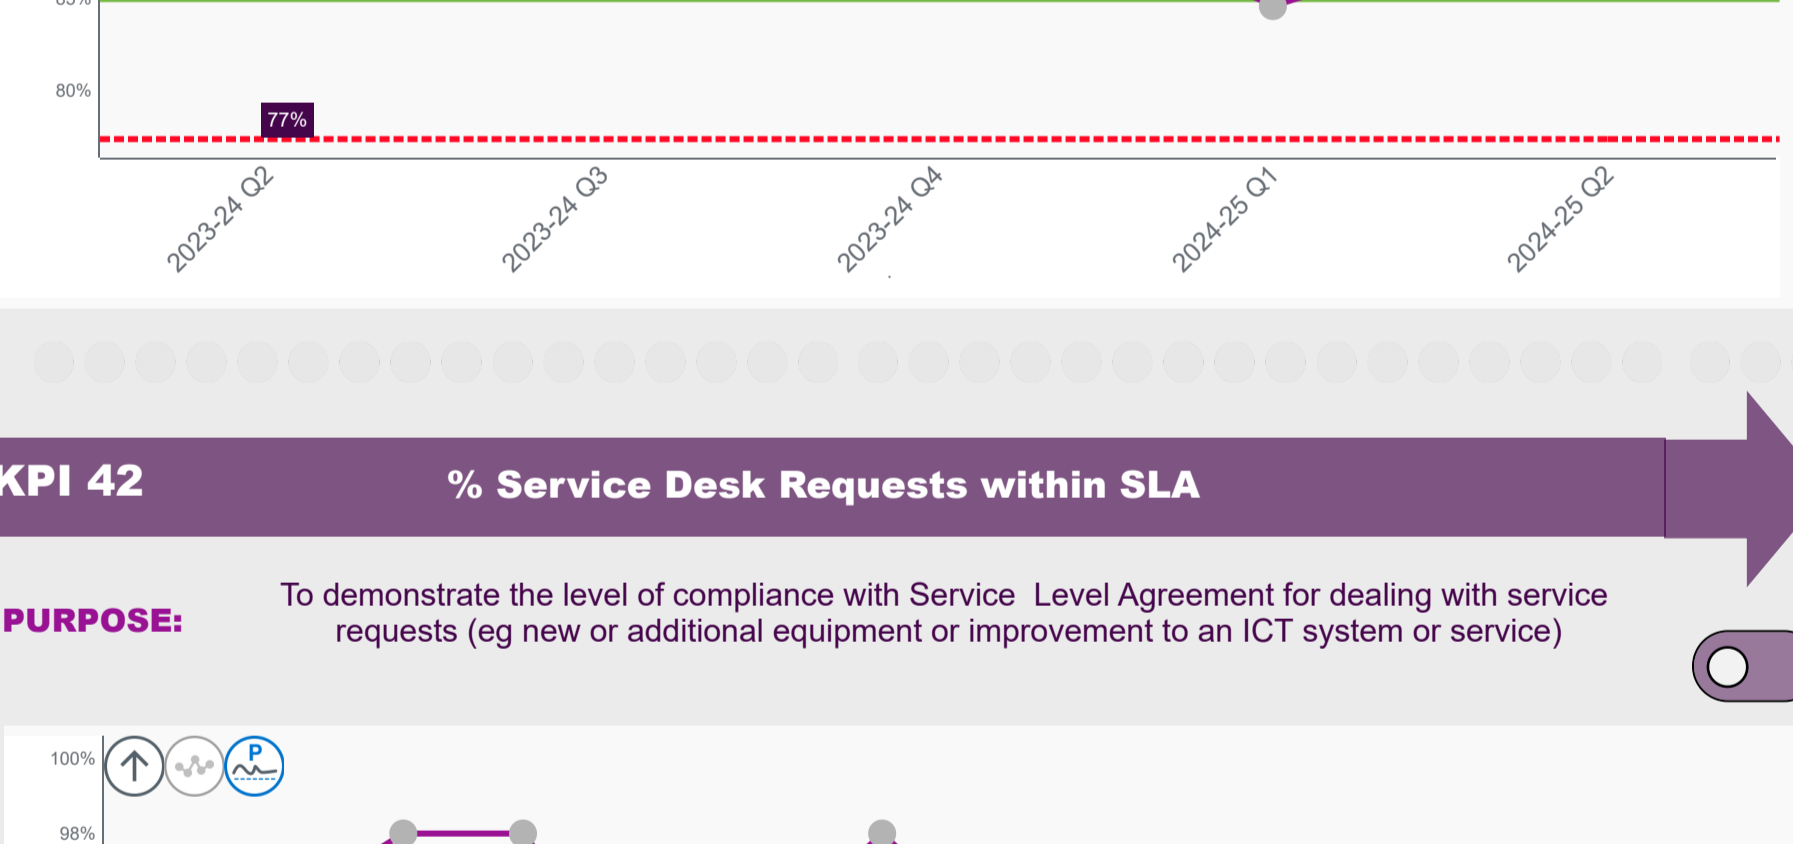 85%
80%
77%
2023-24 Q2
2023-24 Q3
2023-24 Q4
2024-25 Q1
2024-25 Q2
KPI 42
% Service Desk Requests within SLA
PURPOSE:
To demonstrate the level of compliance with Service  Level Agreement for dealing with service
requests (eg new or additional equipment or improvement to an ICT system or service)
100%
P
98%